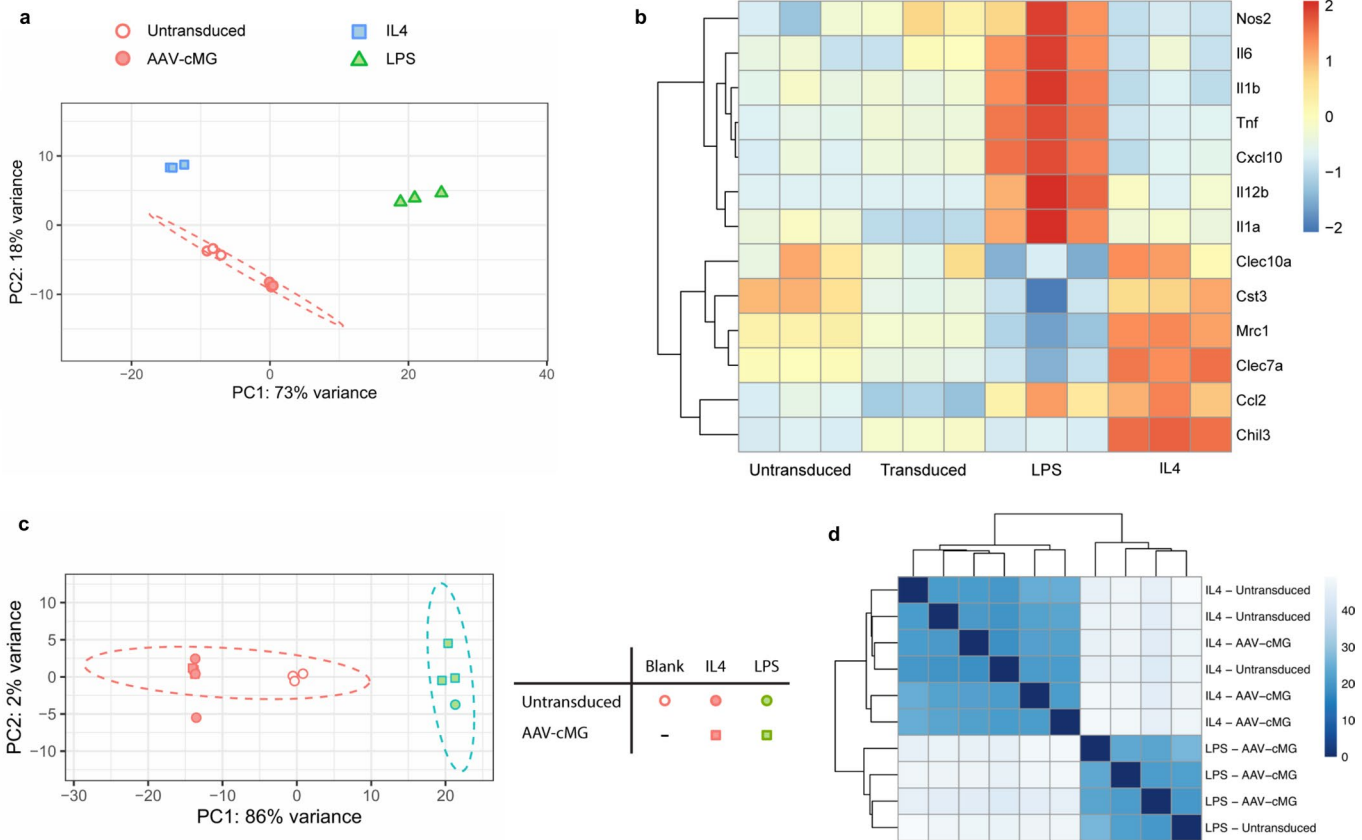 a
Untransduced
IL4
AAV-cMG
LPS
10
0
−10
PC2: 18% variance
−20
0
20
40
PC1: 73% variance
b
Nos2
Il6
Il1b
Tnf
Cxcl10
Il12b
Il1a
Clec10a
Cst3
Mrc1
Clec7a
Ccl2
Chil3
Untransduced
Transduced
LPS
IL4
2
1
0
−1
−2
c
10
5
0
−5
−10
PC2: 2% variance
−30
−20
−10
0
10
20
PC1: 86% variance
Blank IL4 LPS
Untransduced
AAV-cMG –
d
IL4 − Untransduced
IL4 − Untransduced
IL4 − AAV−cMG
IL4 − Untransduced
IL4 − AAV−cMG
IL4 − AAV−cMG
LPS − AAV−cMG
LPS − AAV−cMG
LPS − AAV−cMG
LPS − Untransduced
40
30
20
10
0